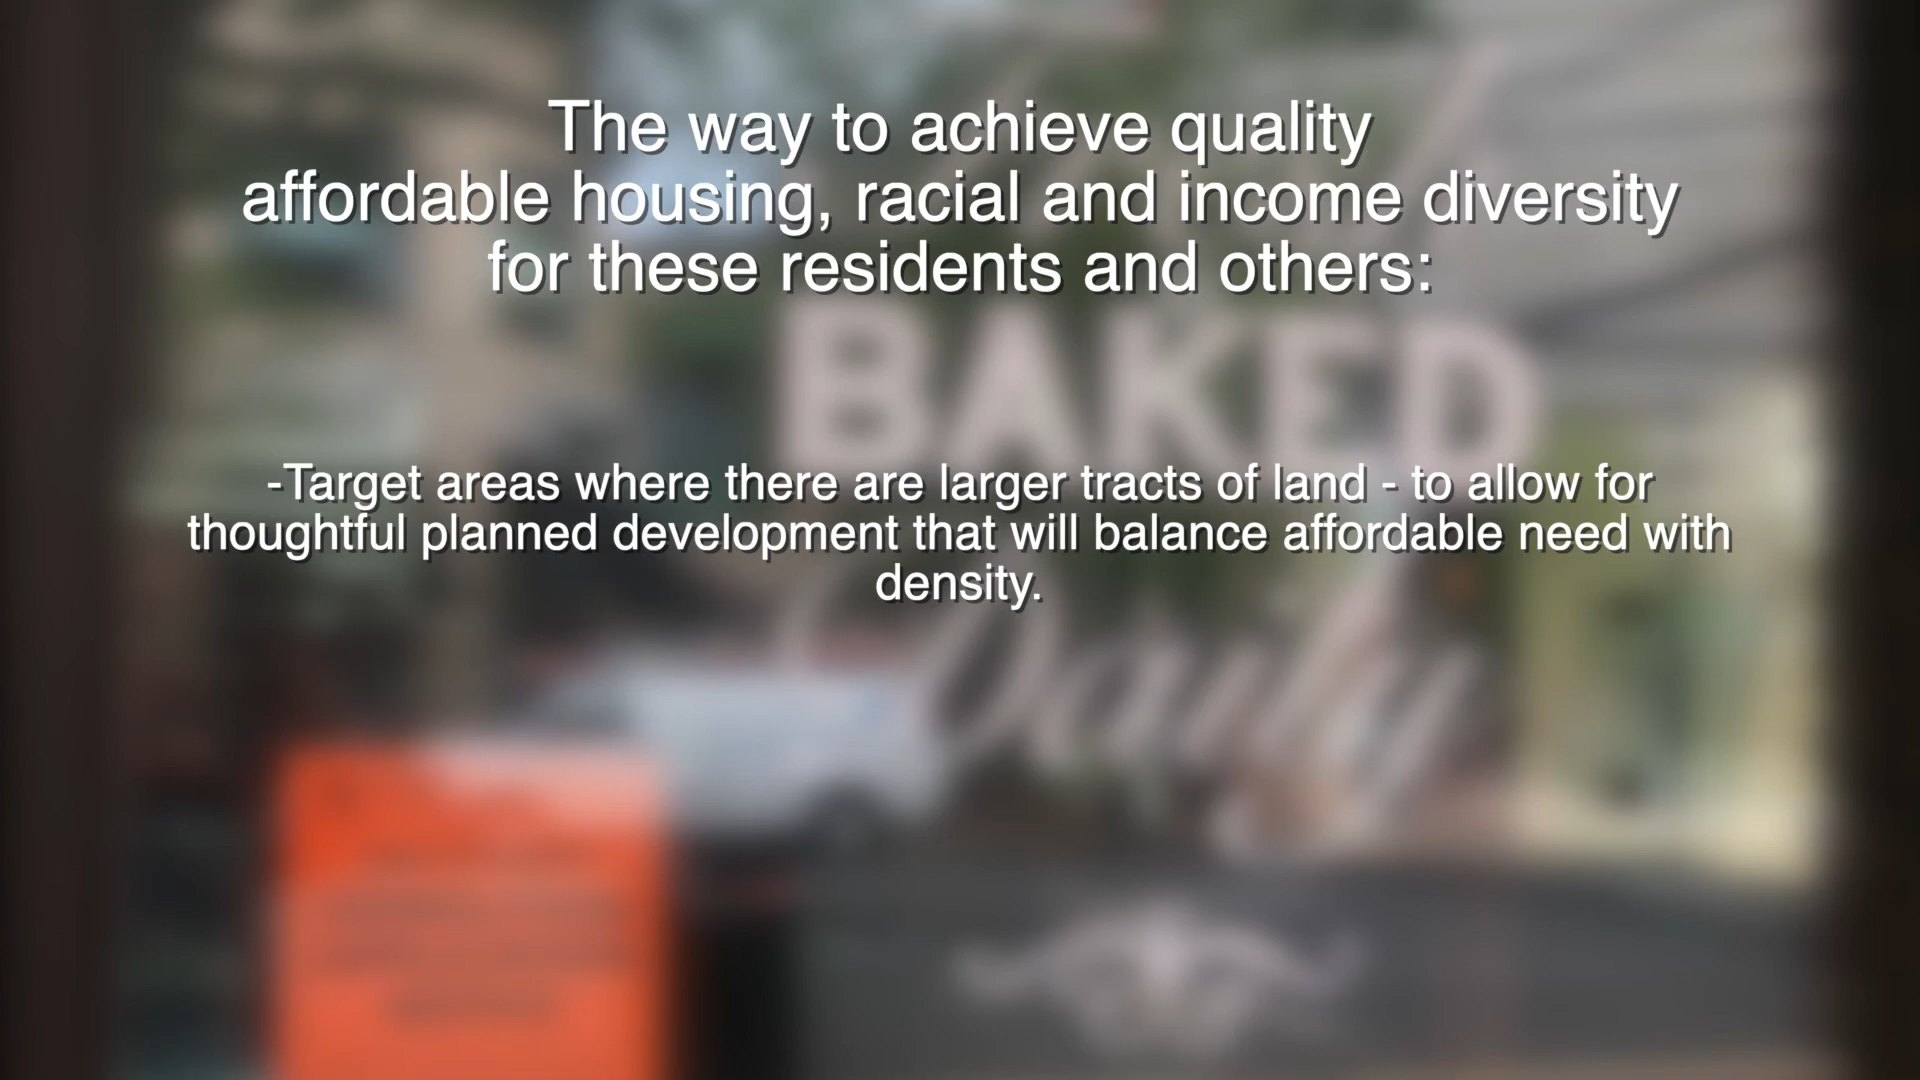 The way to achieve quality
affordable housing, racial and income diversity
for these residents and others:
BAKED
-Target areas where there are larger tracts of land - to allow for
thoughtful planned development that will balance affordable need with
density.
Daily